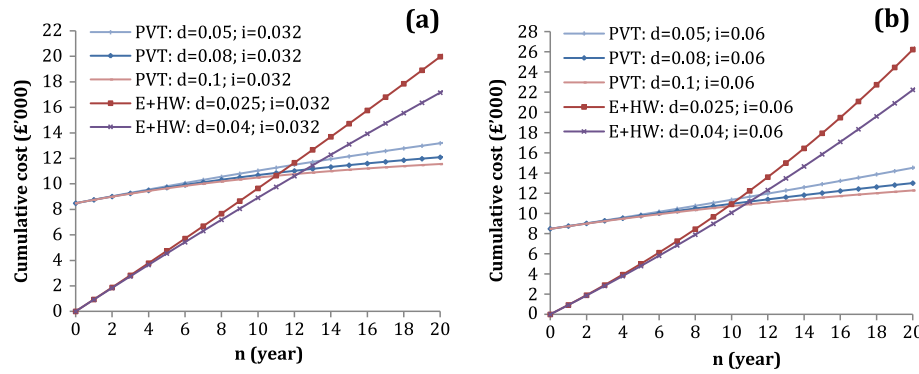 (a)
22
20
18
16
14
12
10
8
6
4
2
0
Cumulative cost (£'000)
PVT: d=0.05; i=0.032
PVT: d=0.08; i=0.032
PVT: d=0.1; i=0.032
E+HW: d=0.025; i=0.032
E+HW: d=0.04; i=0.032
0 2 4 6 8 10 12 14 16 18 20
n (year)
(b)
28
26
24
22
20
18
16
14
12
10
8
6
4
2
0
Cumulative cost (£'000)
PVT: d=0.05; i=0.06
PVT: d=0.08; i=0.06
PVT: d=0.1; i=0.06
E+HW: d=0.025; i=0.06
E+HW: d=0.04; i=0.06
0 2 4 6 8 10 12 14 16 18 20
n (year)